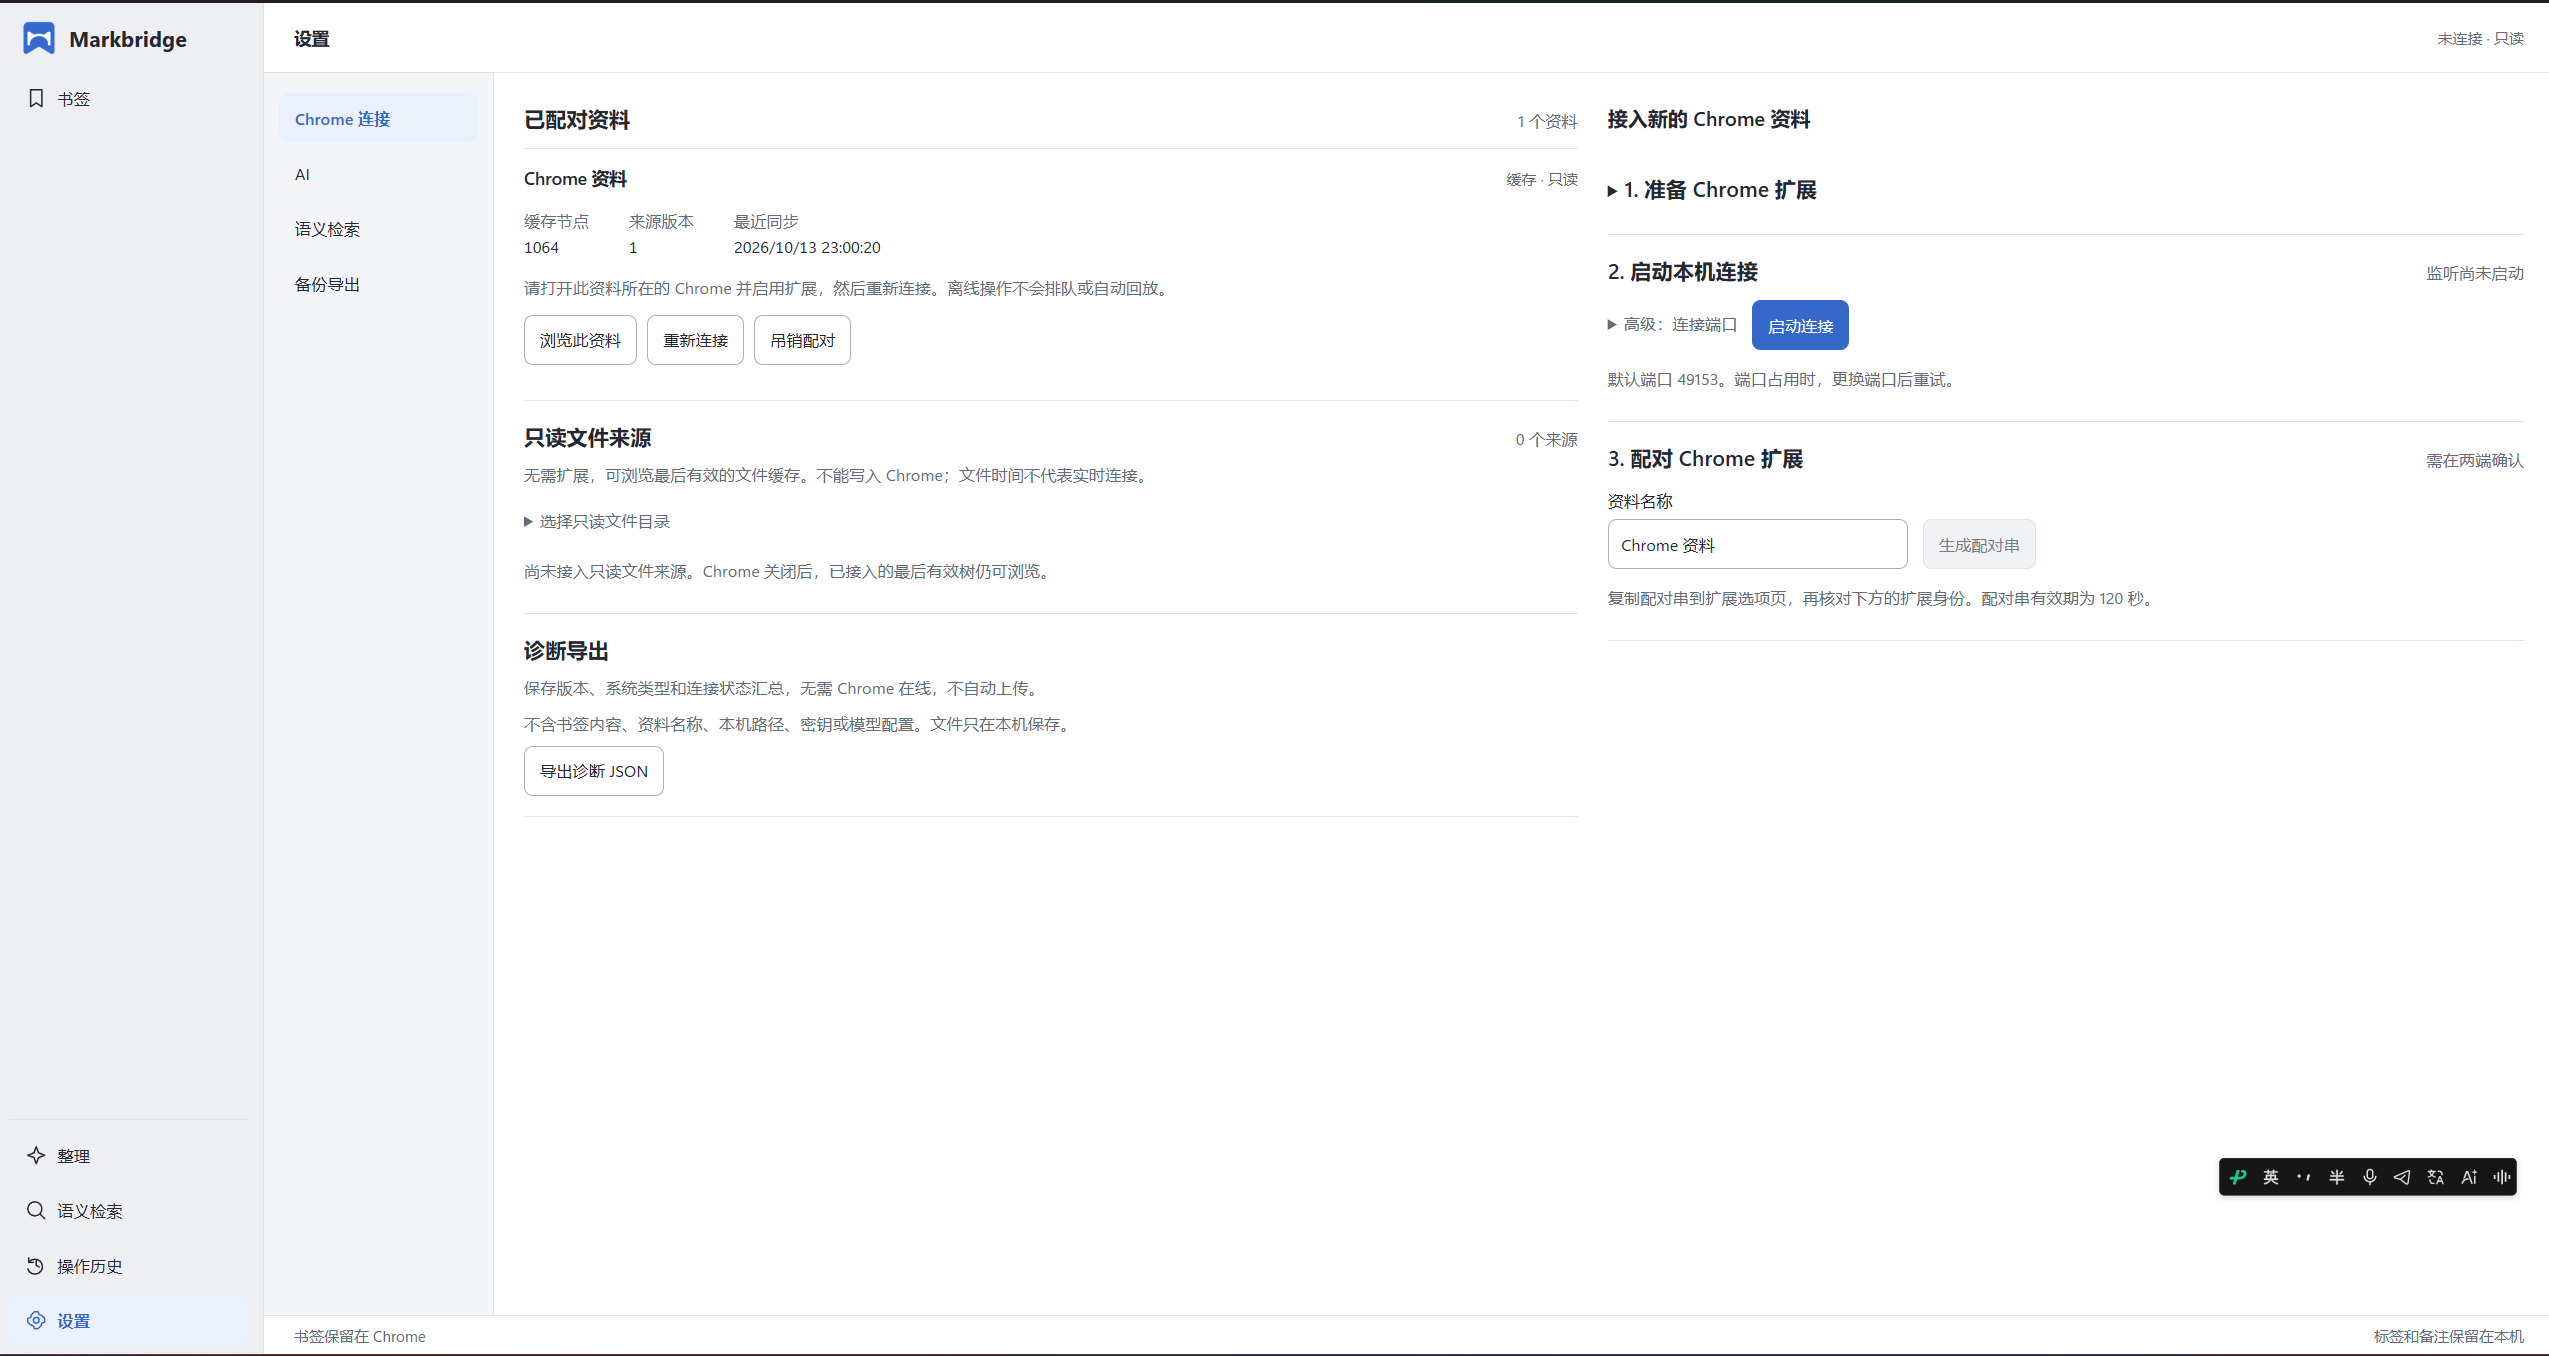 Markbridge
书签
整理
语义检索
操作历史
设置
设置
未连接 · 只读
Chrome 连接
AI
语义检索
备份导出
已配对资料
1 个资料
Chrome 资料
缓存 · 只读
缓存节点 来源版本 最近同步
1064 1 2026/10/13 23:00:20
请打开此资料所在的 Chrome 并启用扩展，然后重新连接。离线操作不会排队或自动回放。
浏览此资料 重新连接 吊销配对
只读文件来源
0 个来源
无需扩展，可浏览最后有效的文件缓存。不能写入 Chrome；文件时间不代表实时连接。
▶ 选择只读文件目录
尚未接入只读文件来源。Chrome 关闭后，已接入的最后有效树仍可浏览。
诊断导出
保存版本、系统类型和连接状态汇总，无需 Chrome 在线，不自动上传。
不含书签内容、资料名称、本机路径、密钥或模型配置。文件只在本机保存。
导出诊断 JSON
接入新的 Chrome 资料
▶ 1. 准备 Chrome 扩展
2. 启动本机连接
监听尚未启动
▶ 高级：连接端口 启动连接
默认端口 49153。端口占用时，更换端口后重试。
3. 配对 Chrome 扩展
需在两端确认
资料名称
Chrome 资料 生成配对串
复制配对串到扩展选项页，再核对下方的扩展身份。配对串有效期为 120 秒。
英 半 AI
书签保留在 Chrome
标签和备注保留在本机